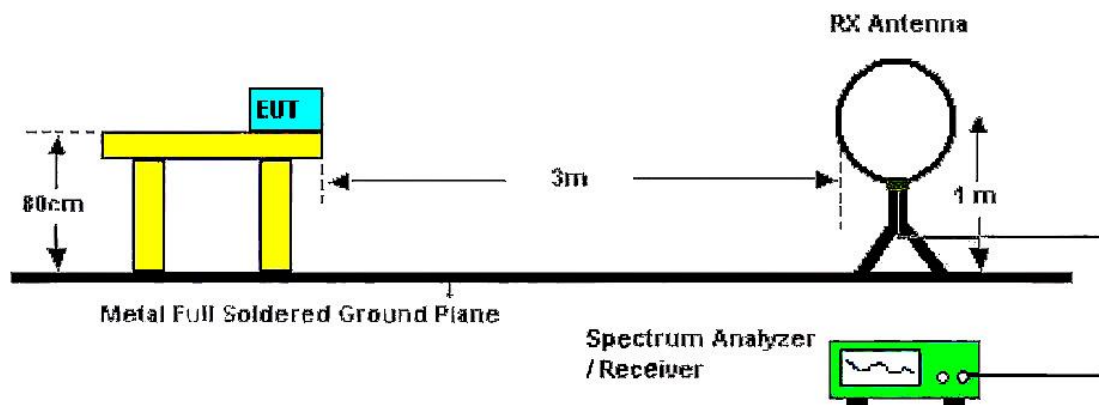 RX Antenna
EUT
80cm
3m
1 m
Metal Full Soldered Ground Plane
Spectrum Analyzer
/ Receiver